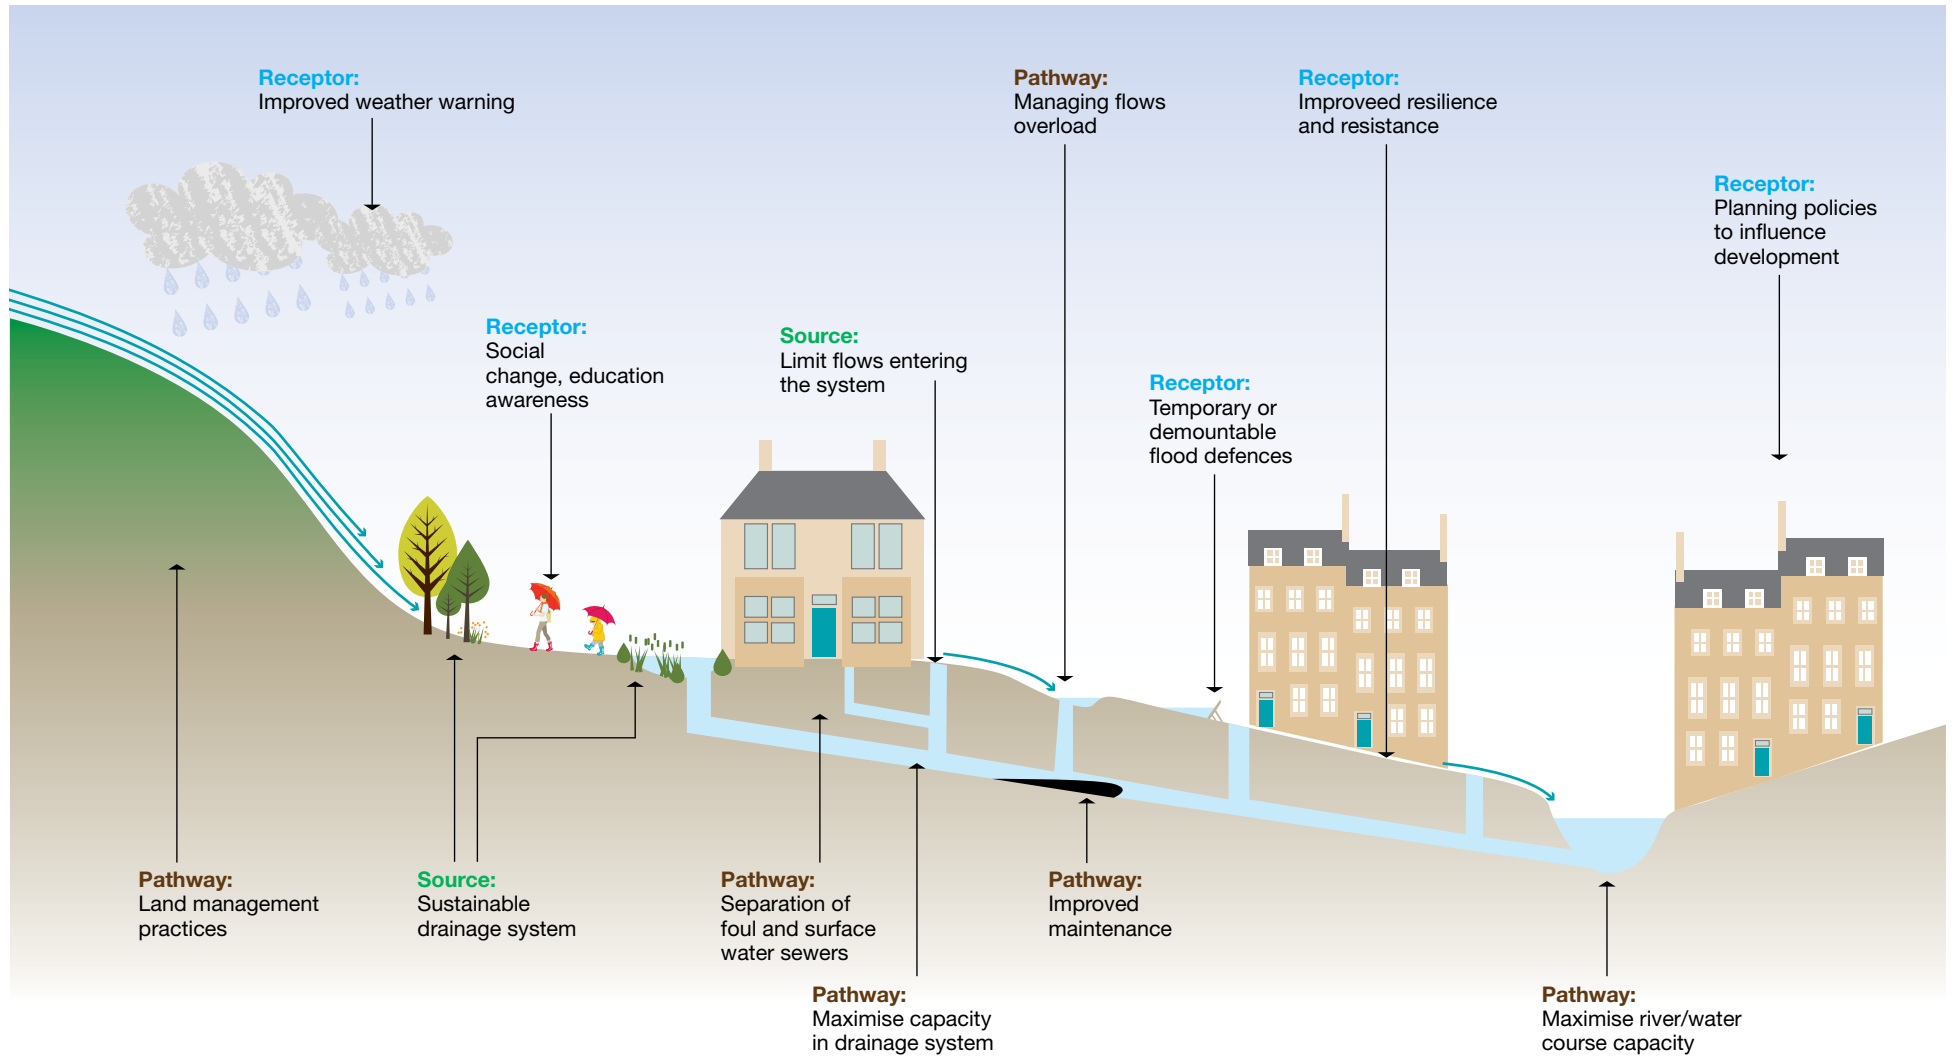 Receptor:
Improved weather warning
Pathway:
Managing flows
overload
Receptor:
Improveed resilience
and resistance
Receptor:
Planning policies
to influence
development
Receptor:
Social
change, education
awareness
Source:
Limit flows entering
the system
Receptor:
Temporary or
demountable
flood defences
Pathway:
Land management
practices
Source:
Sustainable
drainage system
Pathway:
Separation of
foul and surface
water sewers
Pathway:
Improved
maintenance
Pathway:
Maximise capacity
in drainage system
Pathway:
Maximise river/water
course capacity